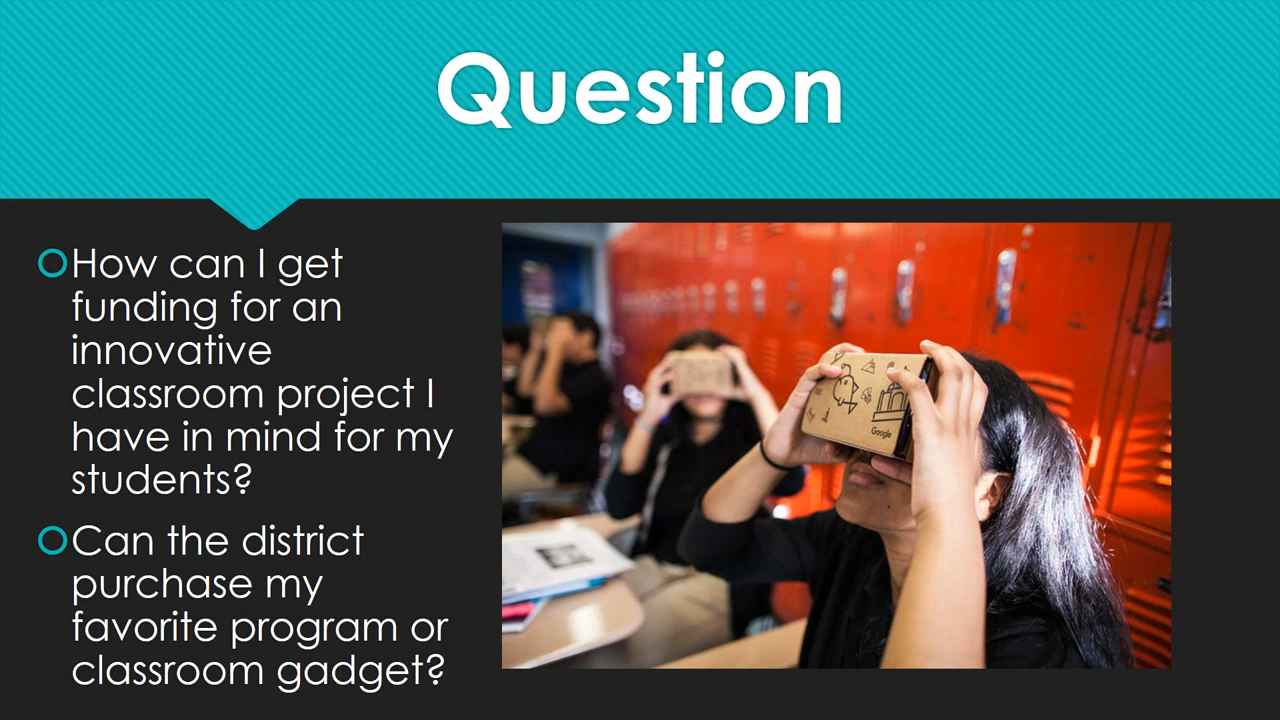 Question
How can I get
funding for an
innovative
classroom project I
have in mind for my
students?
Can the district
purchase my
favorite program or
classroom gadget?
Google